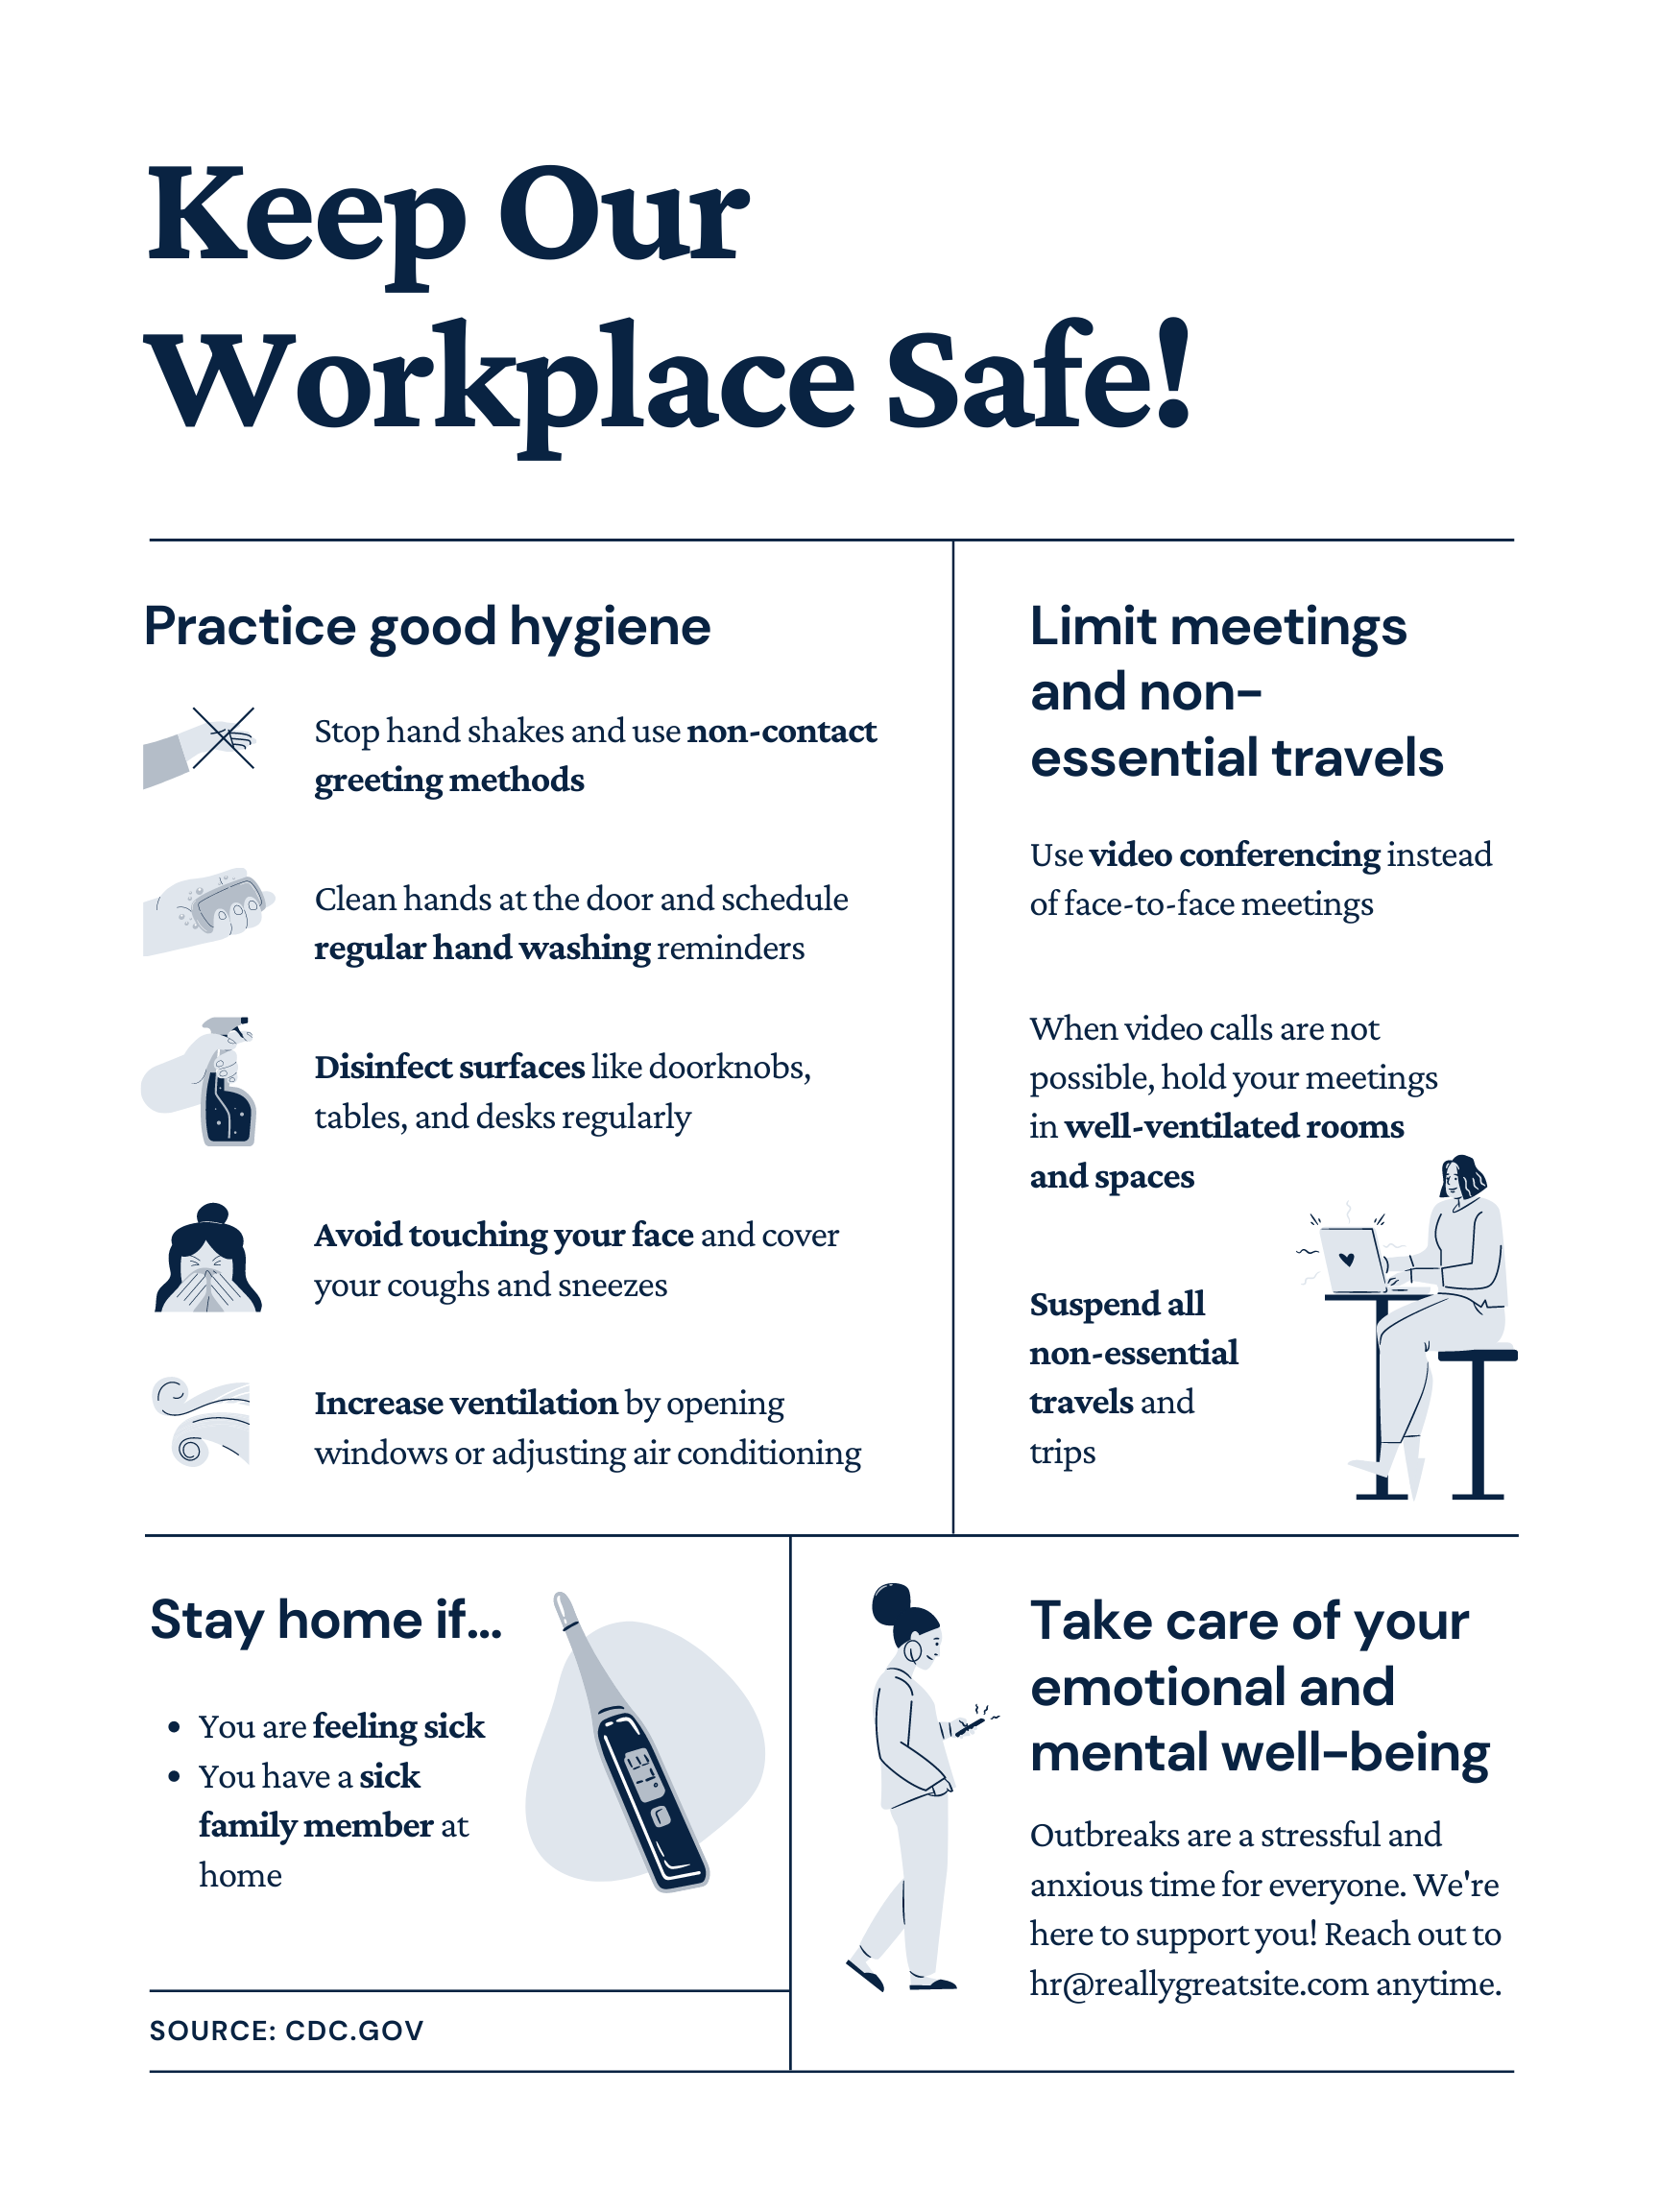 Keep Our
Workplace Safe!
Practice good hygiene
Stop hand shakes and use non-contact
greeting methods
Clean hands at the door and schedule
regular hand washing reminders
Disinfect surfaces like doorknobs,
tables, and desks regularly
Avoid touching your face and cover
your coughs and sneezes
Increase ventilation by opening
windows or adjusting air conditioning
Limit meetings
and non-
essential travels
Use video conferencing instead
of face-to-face meetings
When video calls are not
possible, hold your meetings
in well-ventilated rooms
and spaces
Suspend all
non-essential
travels and
trips
Stay home if...
• You are feeling sick
• You have a sick
family member at
home
SOURCE: CDC.GOV
Take care of your
emotional and
mental well-being
Outbreaks are a stressful and
anxious time for everyone. We're
here to support you! Reach out to
hr@reallygreatsite.com anytime.